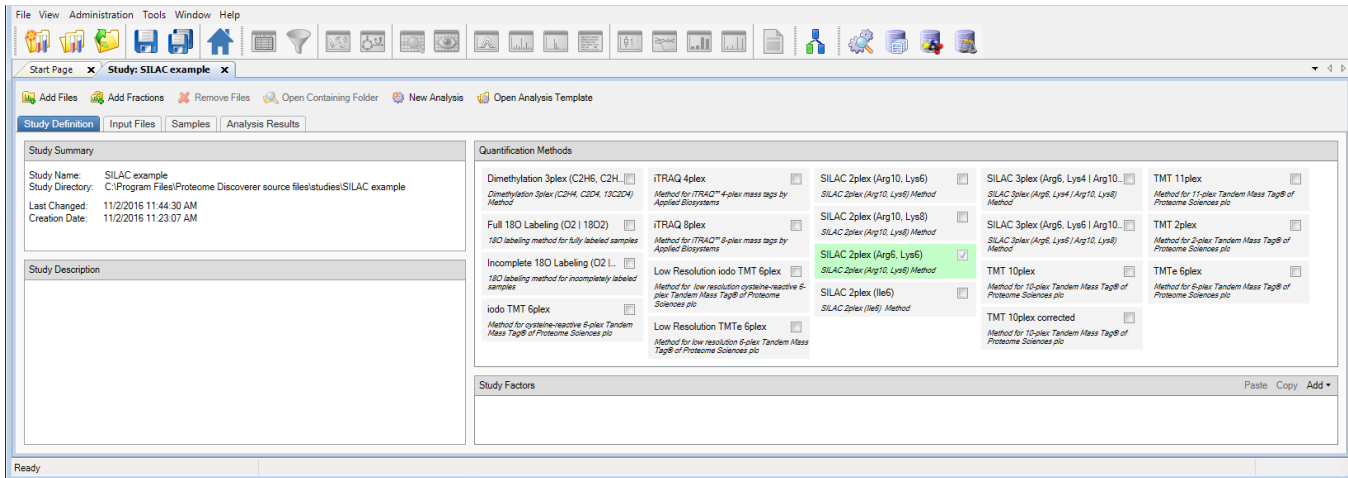 File View Administration Tools Window Help
Start Page x Study: SILAC example x
Add Files Add Fractions Remove Files Open Containing Folder New Analysis Open Analysis Template
Study Definition Input Files Samples Analysis Results
Study Summary
Study Name: SILAC example
Study Directory: C:\Program Files\Proteome Discoverer source files\studies\SILAC example
Last Changed: 11/2/2016 11:44:30 AM
Creation Date: 11/2/2016 11:23:07 AM
Study Description
Quantification Methods
Dimethylation 3plex (C2H6, C2H...
Dimethylation 3plex (C2H4, C2D4, 13C2D4)
Method
Full 18O Labeling (O2 | 18O2)
18O labeling method for fully labeled samples
Incomplete 18O Labeling (O2 |...
18O labeling method for incompletely labeled
samples
iodo TMT 6plex
Method for cysteine-reactive 6-plex Tandem
Mass Tag® of Proteome Sciences plc
iTRAQ 4plex
Method for iTRAQ™ 4-plex mass tags by
Applied Biosystems
iTRAQ 8plex
Method for iTRAQ™ 8-plex mass tags by
Applied Biosystems
Low Resolution iodo TMT 6plex
Method for low resolution cysteine-reactive 6-
plex Tandem Mass Tag® of Proteome
Sciences plc
Low Resolution TMTe 6plex
Method for low resolution 6-plex Tandem Mass
Tag® of Proteome Sciences plc
SILAC 2plex (Arg10, Lys6)
SILAC 2plex (Arg10, Lys6) Method
SILAC 2plex (Arg10, Lys8)
SILAC 2plex (Arg10, Lys8) Method
SILAC 2plex (Arg6, Lys6)
SILAC 2plex (Arg10, Lys6) Method
SILAC 2plex (Ile6)
SILAC 2plex (Ile6) Method
SILAC 3plex (Arg6, Lys4 | Arg10...
SILAC 3plex (Arg6, Lys4 | Arg10, Lys8)
Method
SILAC 3plex (Arg6, Lys6 | Arg10...
SILAC 3plex (Arg6, Lys6 | Arg10, Lys8)
Method
TMT 10plex
Method for 10-plex Tandem Mass Tag® of
Proteome Sciences plc
TMT 10plex corrected
Method for 10-plex Tandem Mass Tag® of
Proteome Sciences plc
TMT 11plex
Method for 11-plex Tandem Mass Tag® of
Proteome Sciences plc
TMT 2plex
Method for 2-plex Tandem Mass Tag® of
Proteome Sciences plc
TMTe 6plex
Method for 6-plex Tandem Mass Tag® of
Proteome Sciences plc
Study Factors Paste Copy Add
Ready